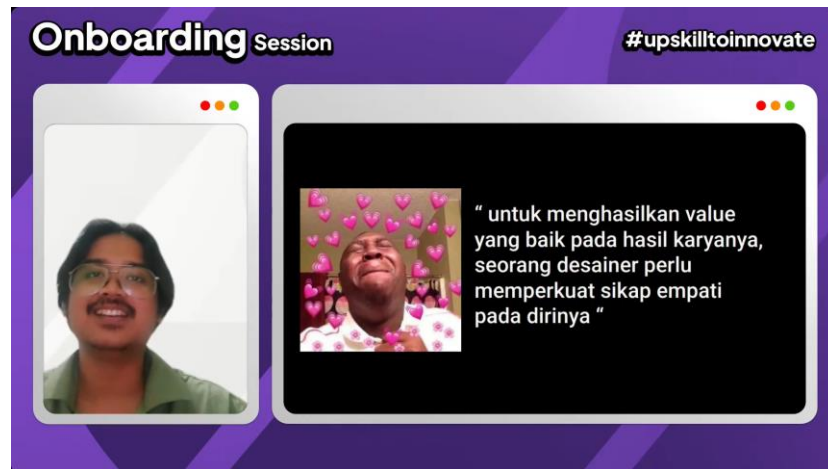 Onboarding Session
#upskilltoinnovate
“ untuk menghasilkan value
yang baik pada hasil karyanya,
seorang desainer perlu
memperkuat sikap empati
pada dirinya “